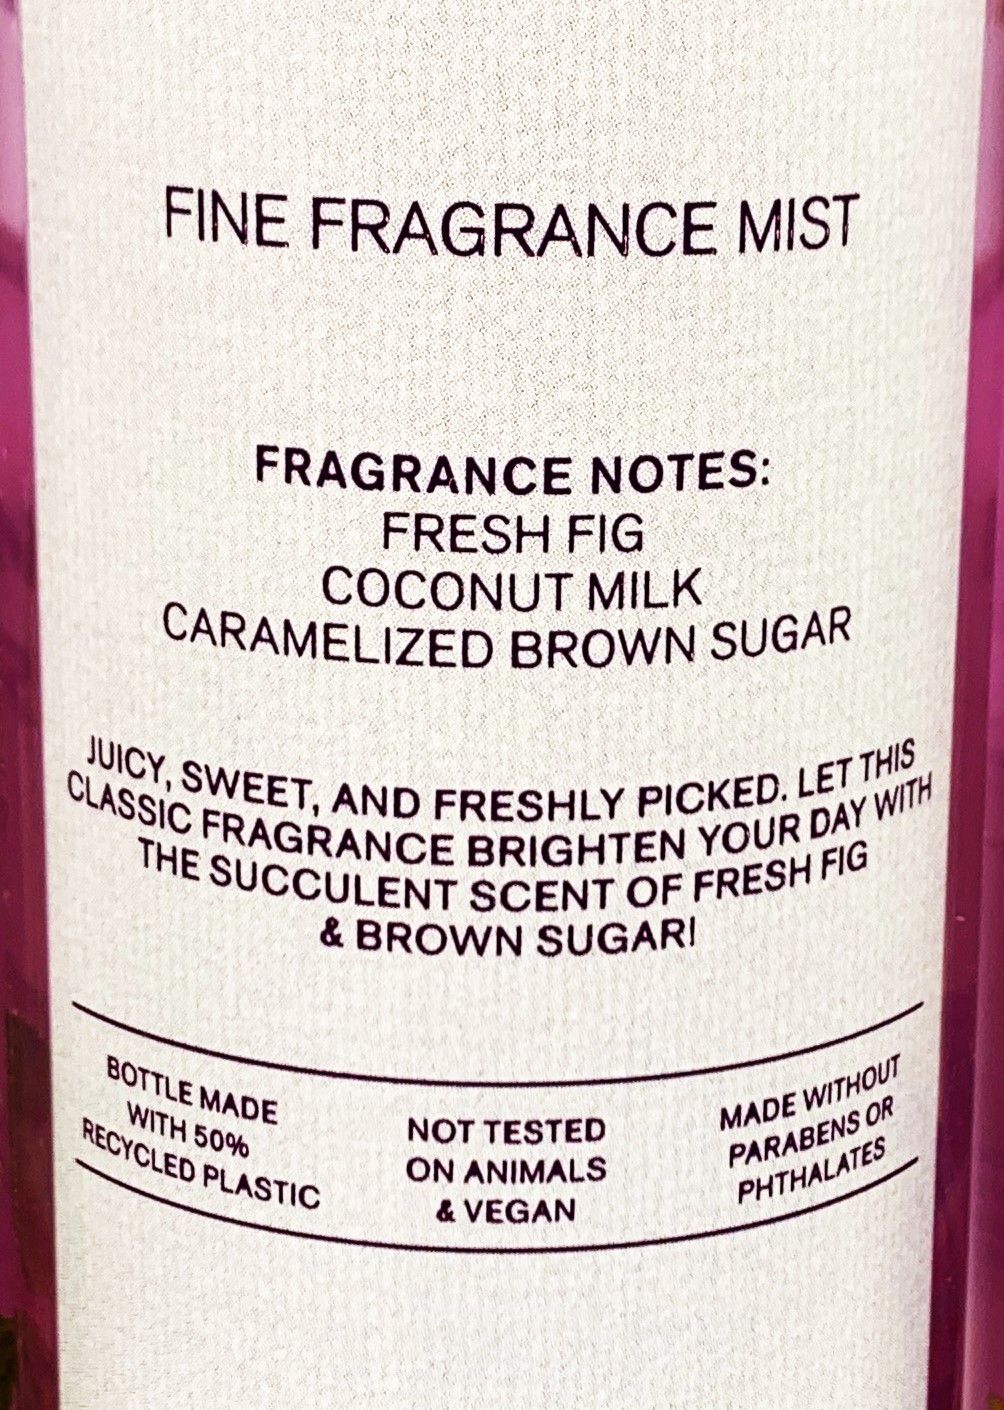 FINE FRAGRANCE MIST
FRAGRANCE NOTES:
FRESH FIG
COCONUT MILK
CARAMELIZED BROWN SUGAR
JUICY, SWEET, AND FRESHLY PICKED. LET THIS
CLASSIC FRAGRANCE BRIGHTEN YOUR DAY WITH
THE SUCCULENT SCENT OF FRESH FIG
& BROWN SUGAR!
BOTTLE MADE
WITH 50%
RECYCLED PLASTIC
NOT TESTED
ON ANIMALS
& VEGAN
MADE WITHOUT
PARABENS OR
PHTHALATES